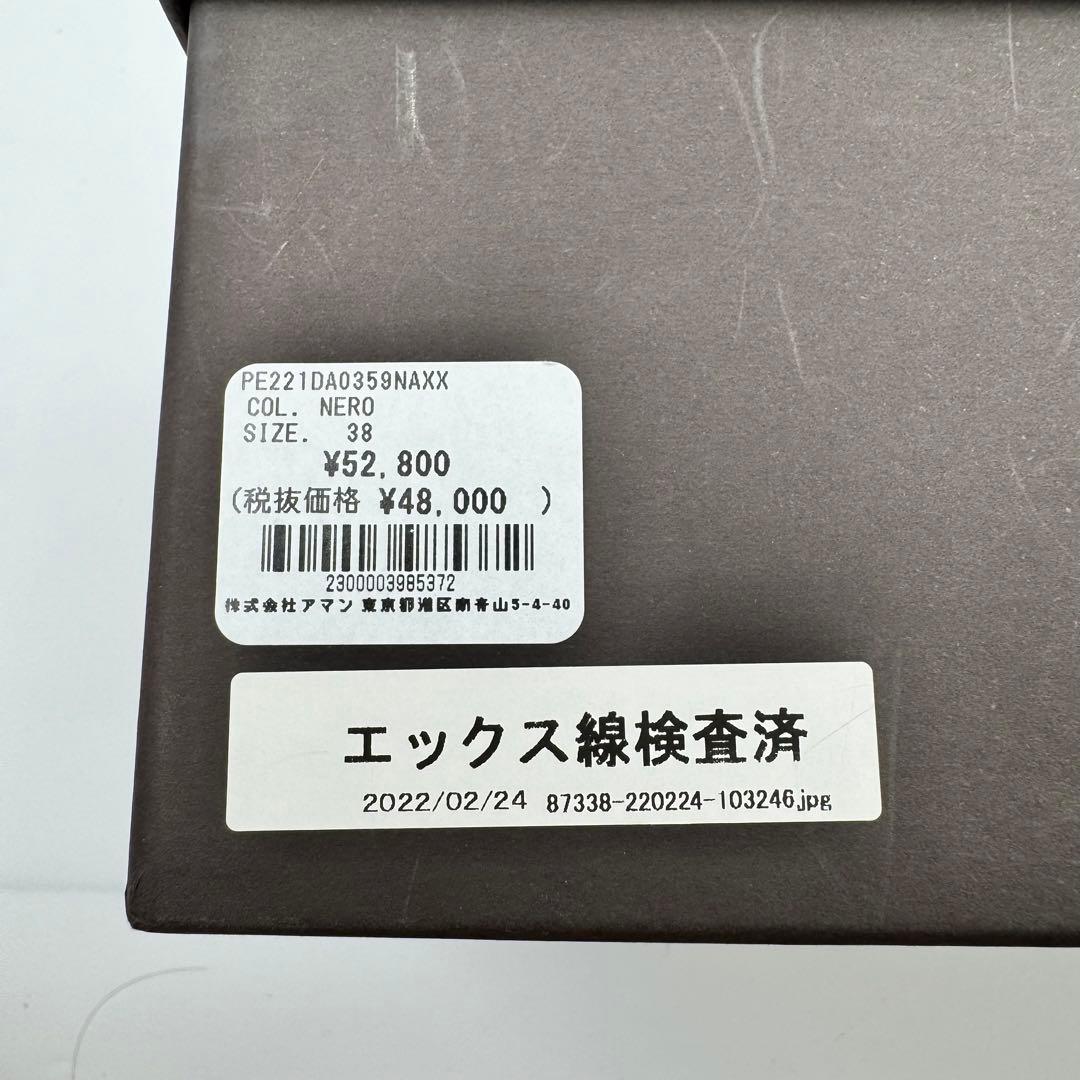 PE221DA0359NAXX
COL. NERO
SIZE. 38
¥52,800
(税抜価格 ¥48,000 )
2300003985372
株式会社アマン 東京都港区南青山5-4-40
エックス線検査済
2022/02/24 87338-220224-103246.jpg